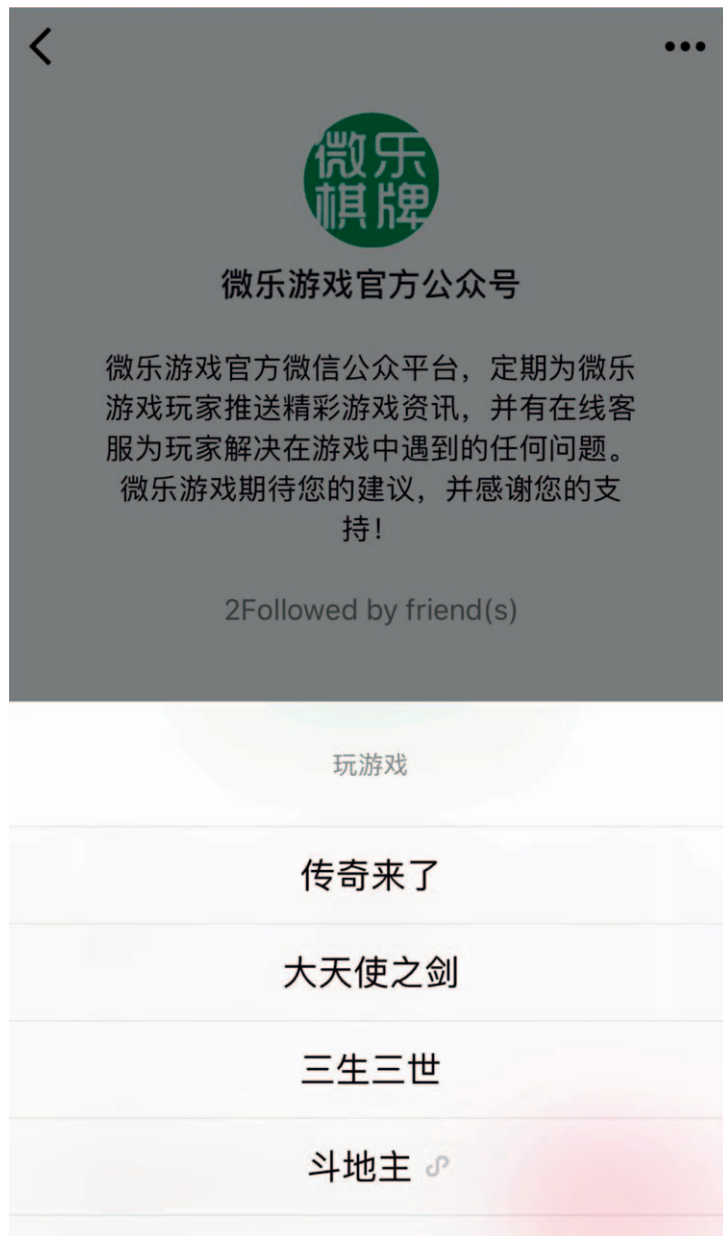 微乐
棋牌
微乐游戏官方公众号
微乐游戏官方微信公众平台，定期为微乐
游戏玩家推送精彩游戏资讯，并有在线客
服为玩家解决在游戏中遇到的任何问题。
微乐游戏期待您的建议，并感谢您的支
持！
2Followed by friend(s)
玩游戏
传奇来了
大天使之剑
三生三世
斗地主